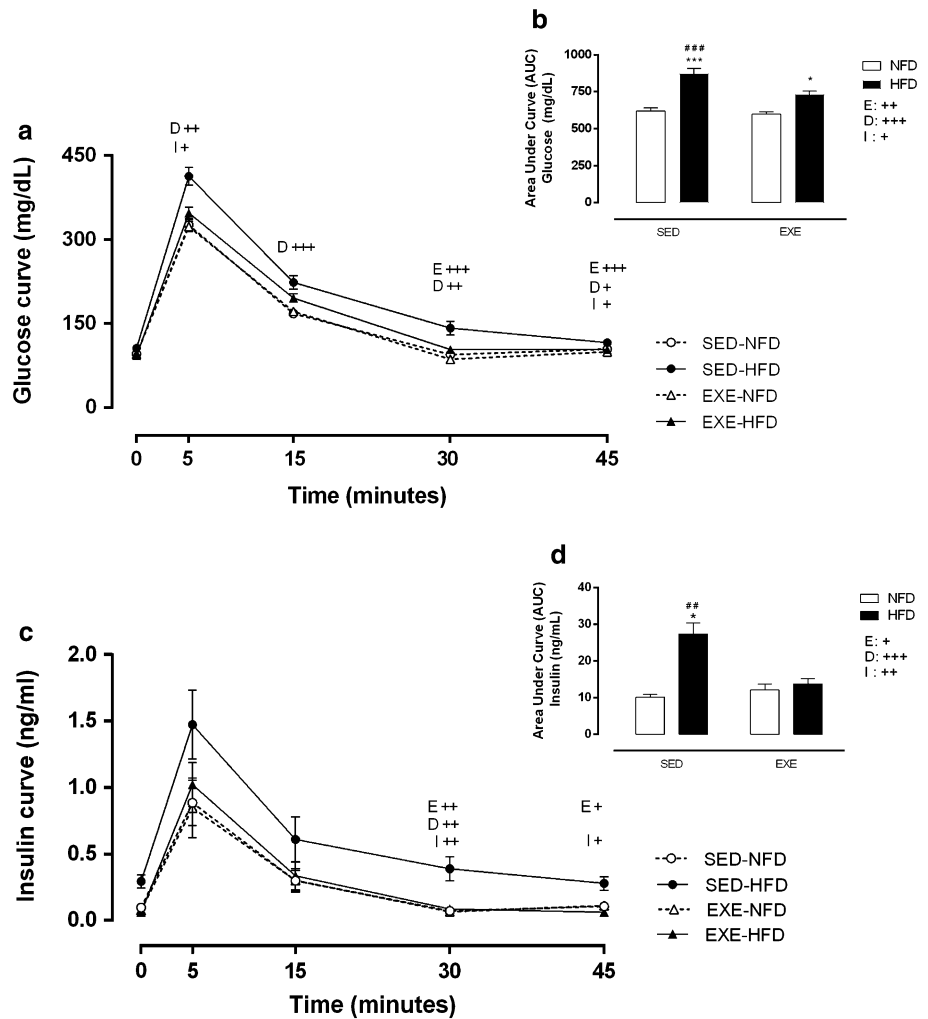 a
Glucose curve (mg/dL)
450
300
150
0
D ++
I +
D +++
E +++
D ++
E +++
D +
I +
0 5 15 30 45
Time (minutes)
SED-NFD
SED-HFD
EXE-NFD
EXE-HFD
b
Area Under Curve (AUC)
Glucose (mg/dL)
1000
750
500
250
0
###
***
*
SED EXE
NFD
HFD
E: ++
D: +++
I : +
c
Insulin curve (ng/ml)
2.0
1.5
1.0
0.5
0.0
E ++
D ++
I ++
E +
I +
0 5 15 30 45
Time (minutes)
SED-NFD
SED-HFD
EXE-NFD
EXE-HFD
d
Area Under Curve (AUC)
Insulin (ng/mL)
40
30
20
10
0
##
*
SED EXE
NFD
HFD
E: +
D: +++
I : ++